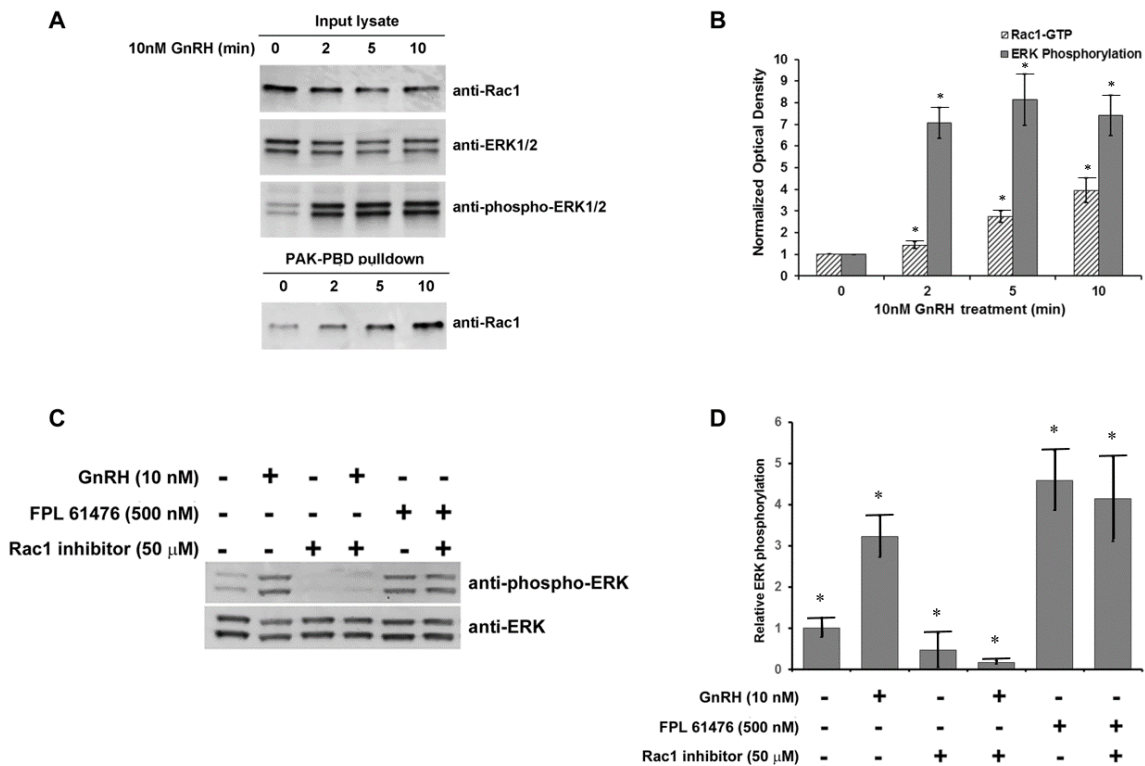 A
Input lysate
10nM GnRH (min) 0 2 5 10
anti-Rac1
anti-ERK1/2
anti-phospho-ERK1/2
PAK-PBD pulldown
0 2 5 10
anti-Rac1
B
Rac1-GTP
ERK Phosphorylation
Normalized Optical Density
10
9
8
7
6
5
4
3
2
1
0
* * * * * *
0 2 5 10
10nM GnRH treatment (min)
C
GnRH (10 nM) - + - + - -
FPL 61476 (500 nM) - - - - + +
Rac1 inhibitor (50 μM) - - + + - +
anti-phospho-ERK
anti-ERK
D
Relative ERK phosphorylation
6
5
4
3
2
1
0
* * * * * *
GnRH (10 nM) - + - + - -
FPL 61476 (500 nM) - - - - + +
Rac1 inhibitor (50 μM) - - + + - +